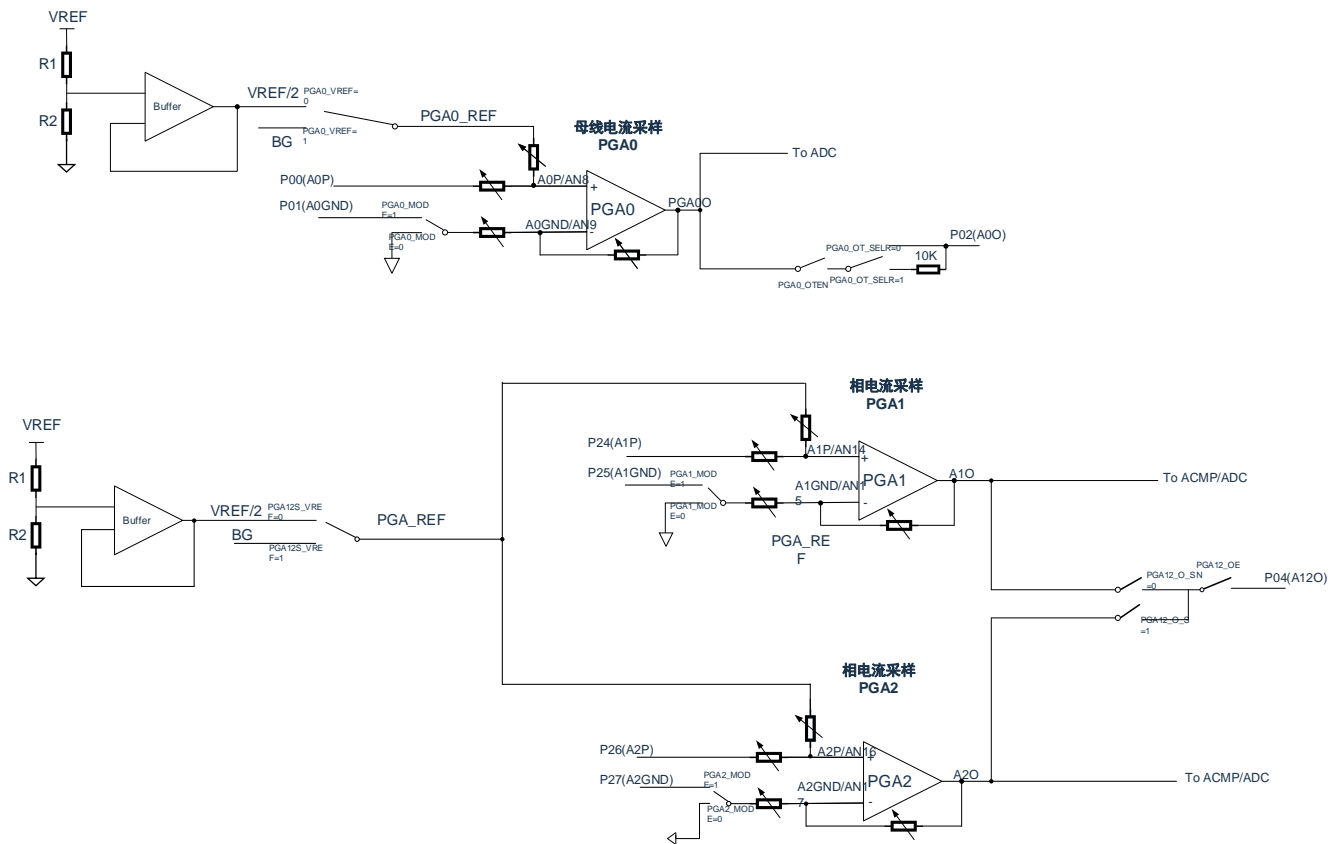 VREF
R1
R2
Buffer
VREF/2
PGA0_VREF=
0
PGA0_VREF=
1
BG
PGA0_REF
母线电流采样
PGA0
P00(A0P)
P01(A0GND)
PGA0_MOD
E=1
PGA0_MOD
E=0
A0P/AN8
A0GND/AN9
+
PGA0
-
PGA0O
To ADC
PGA0_OTEN
PGA0_OT_SELR=0
PGA0_OT_SELR=1
10K
P02(A0O)
VREF
R1
R2
Buffer
VREF/2
PGA12S_VRE
F=0
BG
PGA12S_VRE
F=1
PGA_REF
相电流采样
PGA1
P24(A1P)
P25(A1GND)
PGA1_MOD
E=1
PGA1_MOD
E=0
A1P/AN14
A1GND/AN1
5
+
PGA1
-
PGA_RE
F
A1O
To ACMP/ADC
PGA12_O_SN
=0
PGA12_O_S
=1
PGA12_OE
P04(A12O)
相电流采样
PGA2
P26(A2P)
P27(A2GND)
PGA2_MOD
E=1
PGA2_MOD
E=0
A2P/AN16
A2GND/AN1
7
+
PGA2
-
A2O
To ACMP/ADC